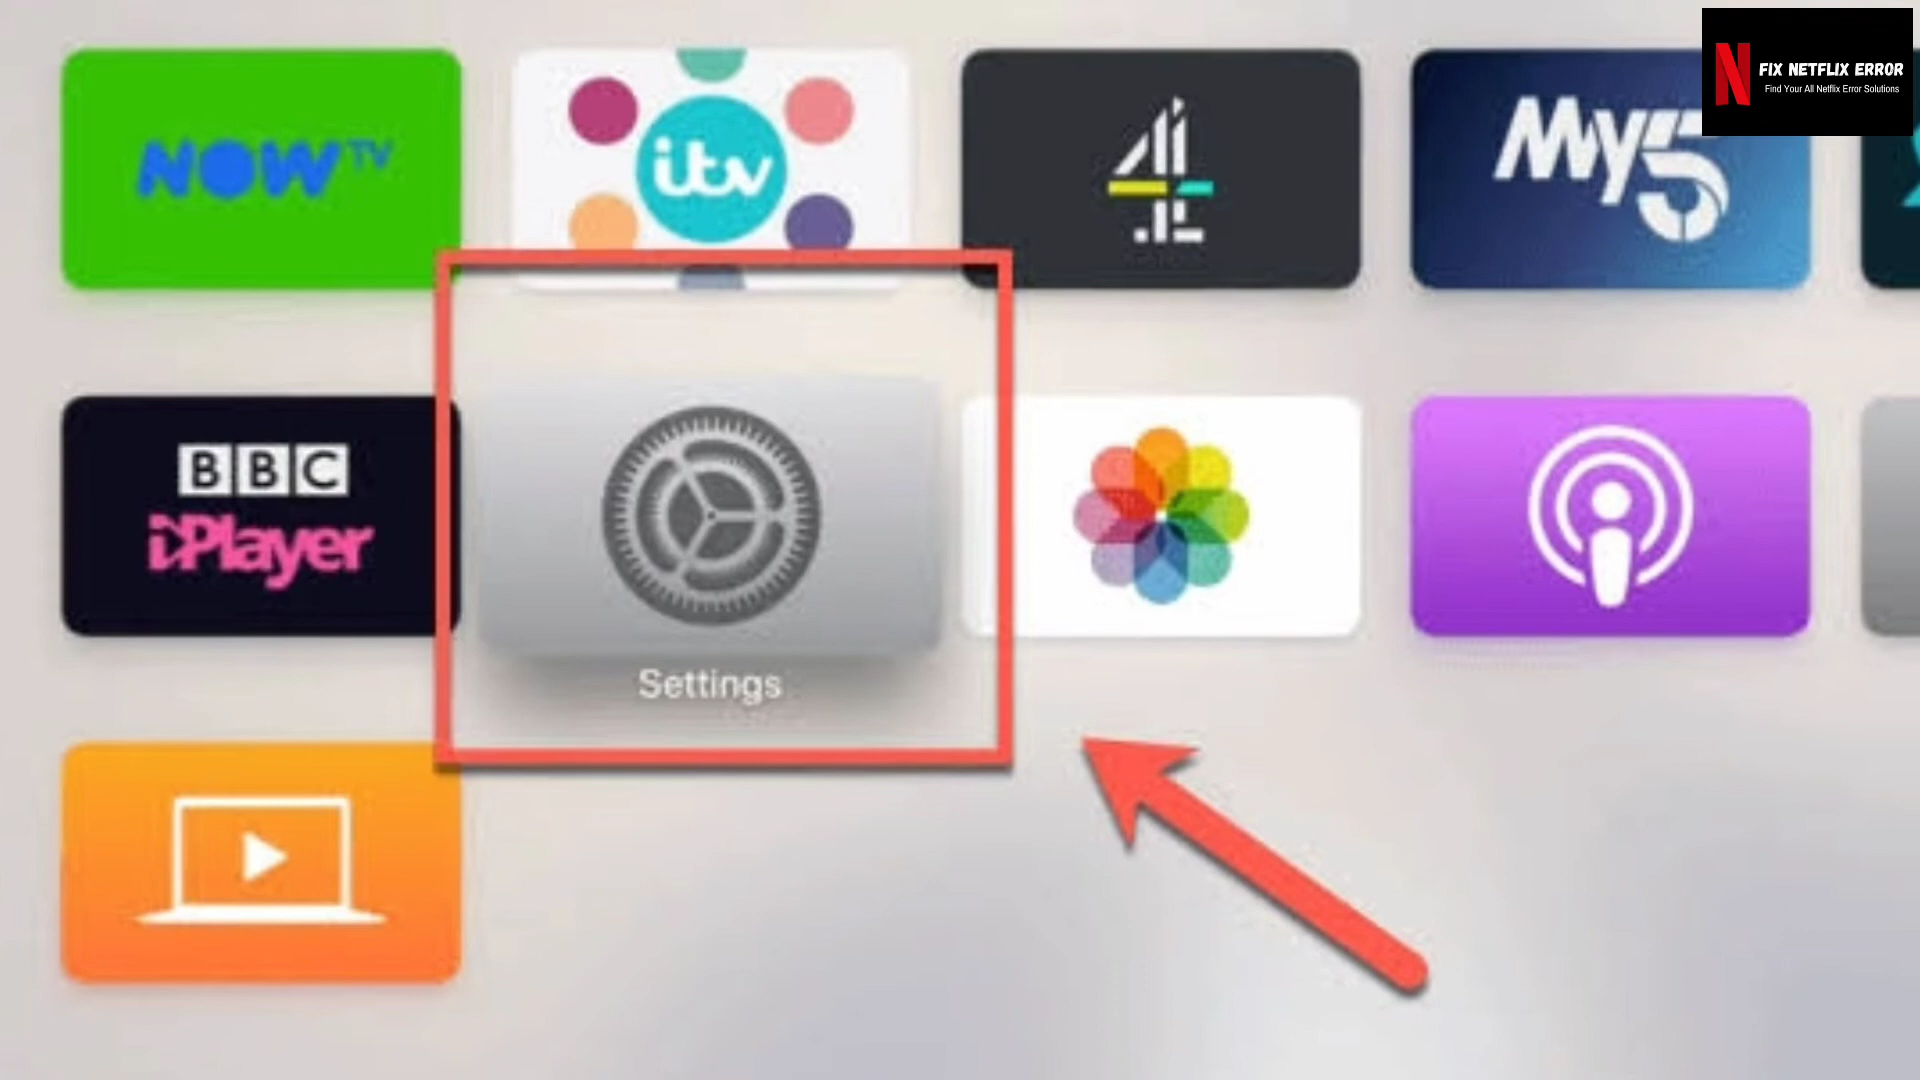 NOW TV
itv
4
My5
FIX NETFLIX ERROR
Find Your All Netflix Error Solutions
BBC
iPlayer
Settings